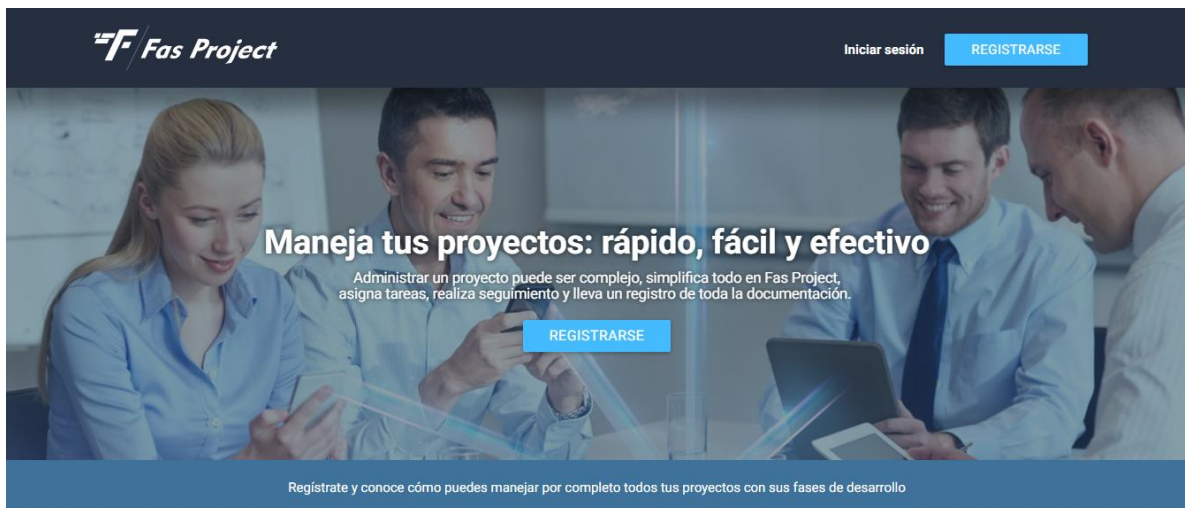 Fas Project
Iniciar sesión
REGISTRARSE
Maneja tus proyectos: rápido, fácil y efectivo
Administrar un proyecto puede ser complejo, simplifica todo en Fas Project,
asigna tareas, realiza seguimiento y lleva un registro de toda la documentación.
REGISTRARSE
Regístrate y conoce cómo puedes manejar por completo todos tus proyectos con sus fases de desarrollo